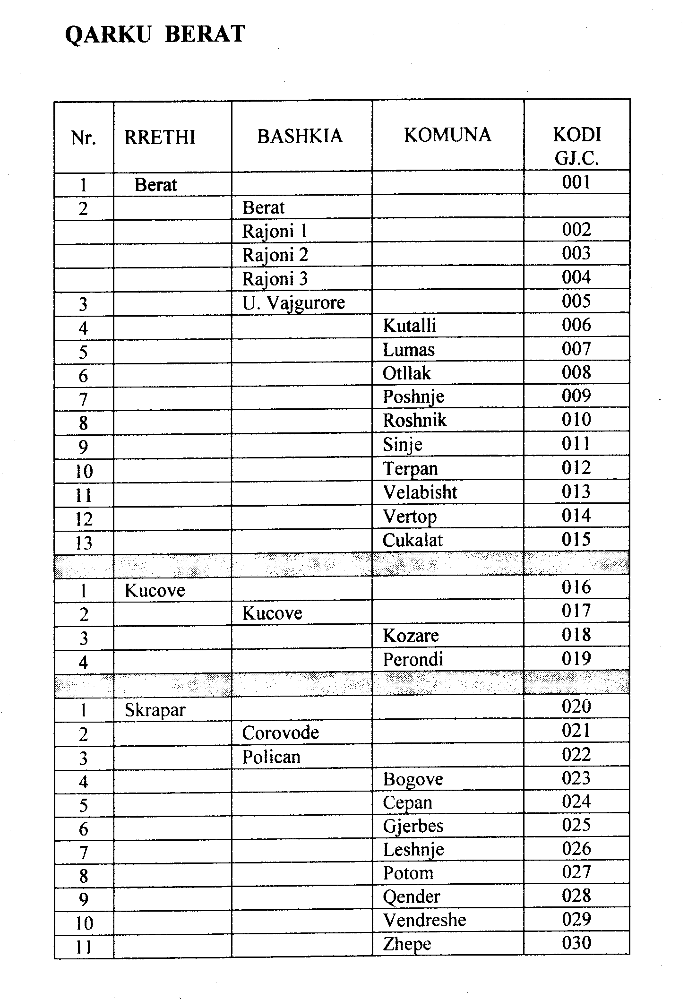 QARKU BERAT
Nr. RRETHI BASHKIA KOMUNA KODI GJ.C.
1 Berat 001
2 Berat
Rajoni 1 002
Rajoni 2 003
Rajoni 3 004
3 U. Vajgurore 005
4 Kutalli 006
5 Lumas 007
6 Otllak 008
7 Poshnje 009
8 Roshnik 010
9 Sinje 011
10 Terpan 012
11 Velabisht 013
12 Vertop 014
13 Cukalat 015
1 Kucove 016
2 Kucove 017
3 Kozare 018
4 Perondi 019
1 Skrapar 020
2 Corovode 021
3 Polican 022
4 Bogove 023
5 Cepan 024
6 Gjerbes 025
7 Leshnje 026
8 Potom 027
9 Qender 028
10 Vendreshe 029
11 Zhepe 030